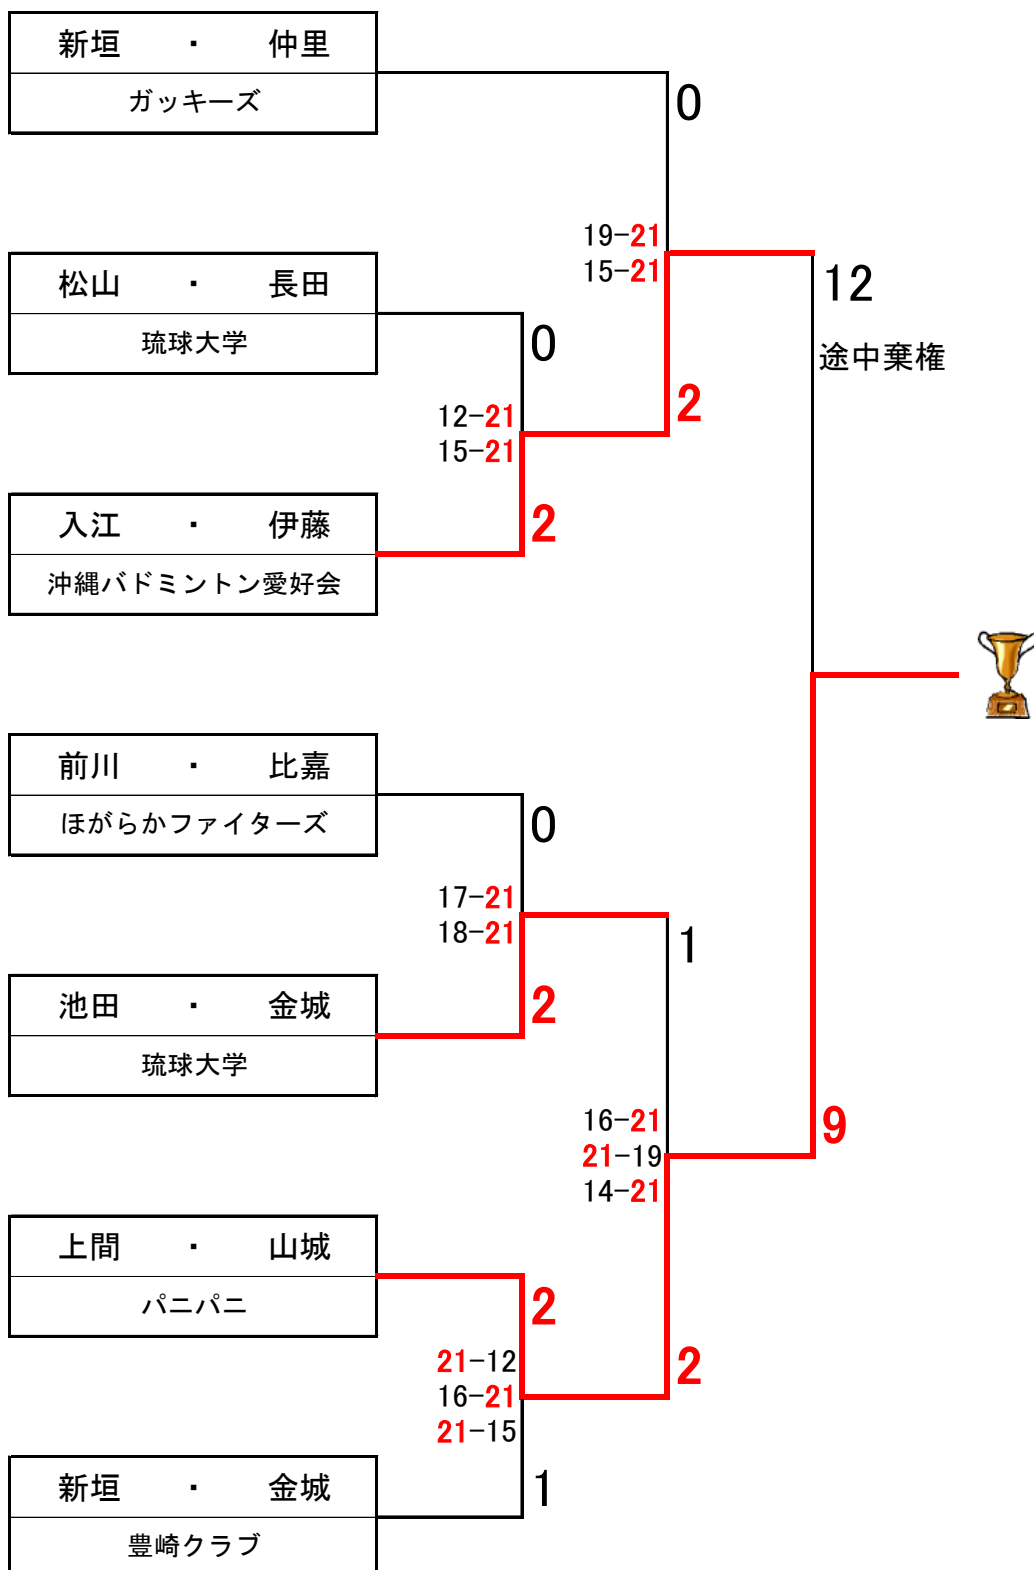 新垣 ・ 仲里
ガッキーズ
0
19-21
15-21
松山 ・ 長田
琉球大学
0
12
途中棄権
12-21
15-21
2
入江 ・ 伊藤
沖縄バドミントン愛好会
2
前川 ・ 比嘉
ほがらかファイターズ
0
17-21
18-21
1
池田 ・ 金城
琉球大学
2
16-21
21-19
14-21
9
上間 ・ 山城
パニパニ
2
21-12
16-21
21-15
2
新垣 ・ 金城
豊崎クラブ
1